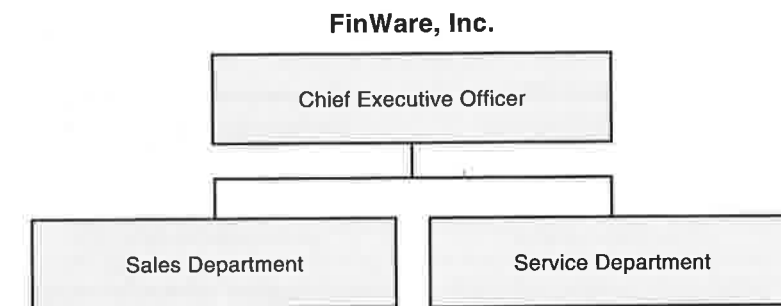 FinWare, Inc.
Chief Executive Officer
Sales Department
Service Department